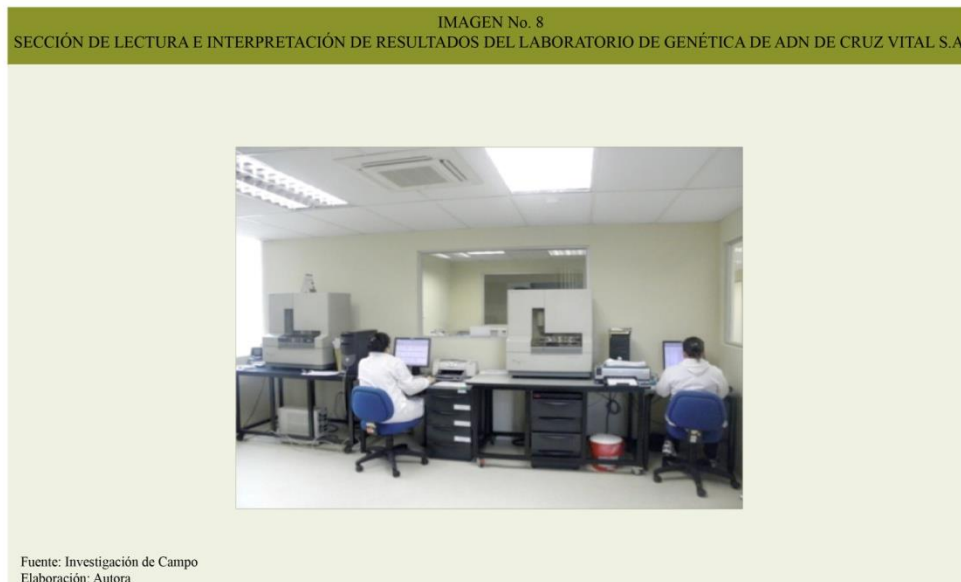 IMAGEN No. 8
SECCIÓN DE LECTURA E INTERPRETACIÓN DE RESULTADOS DEL LABORATORIO DE GENÉTICA DE ADN DE CRUZ VITAL S.A
Fuente: Investigación de Campo
Elaboración: Autora